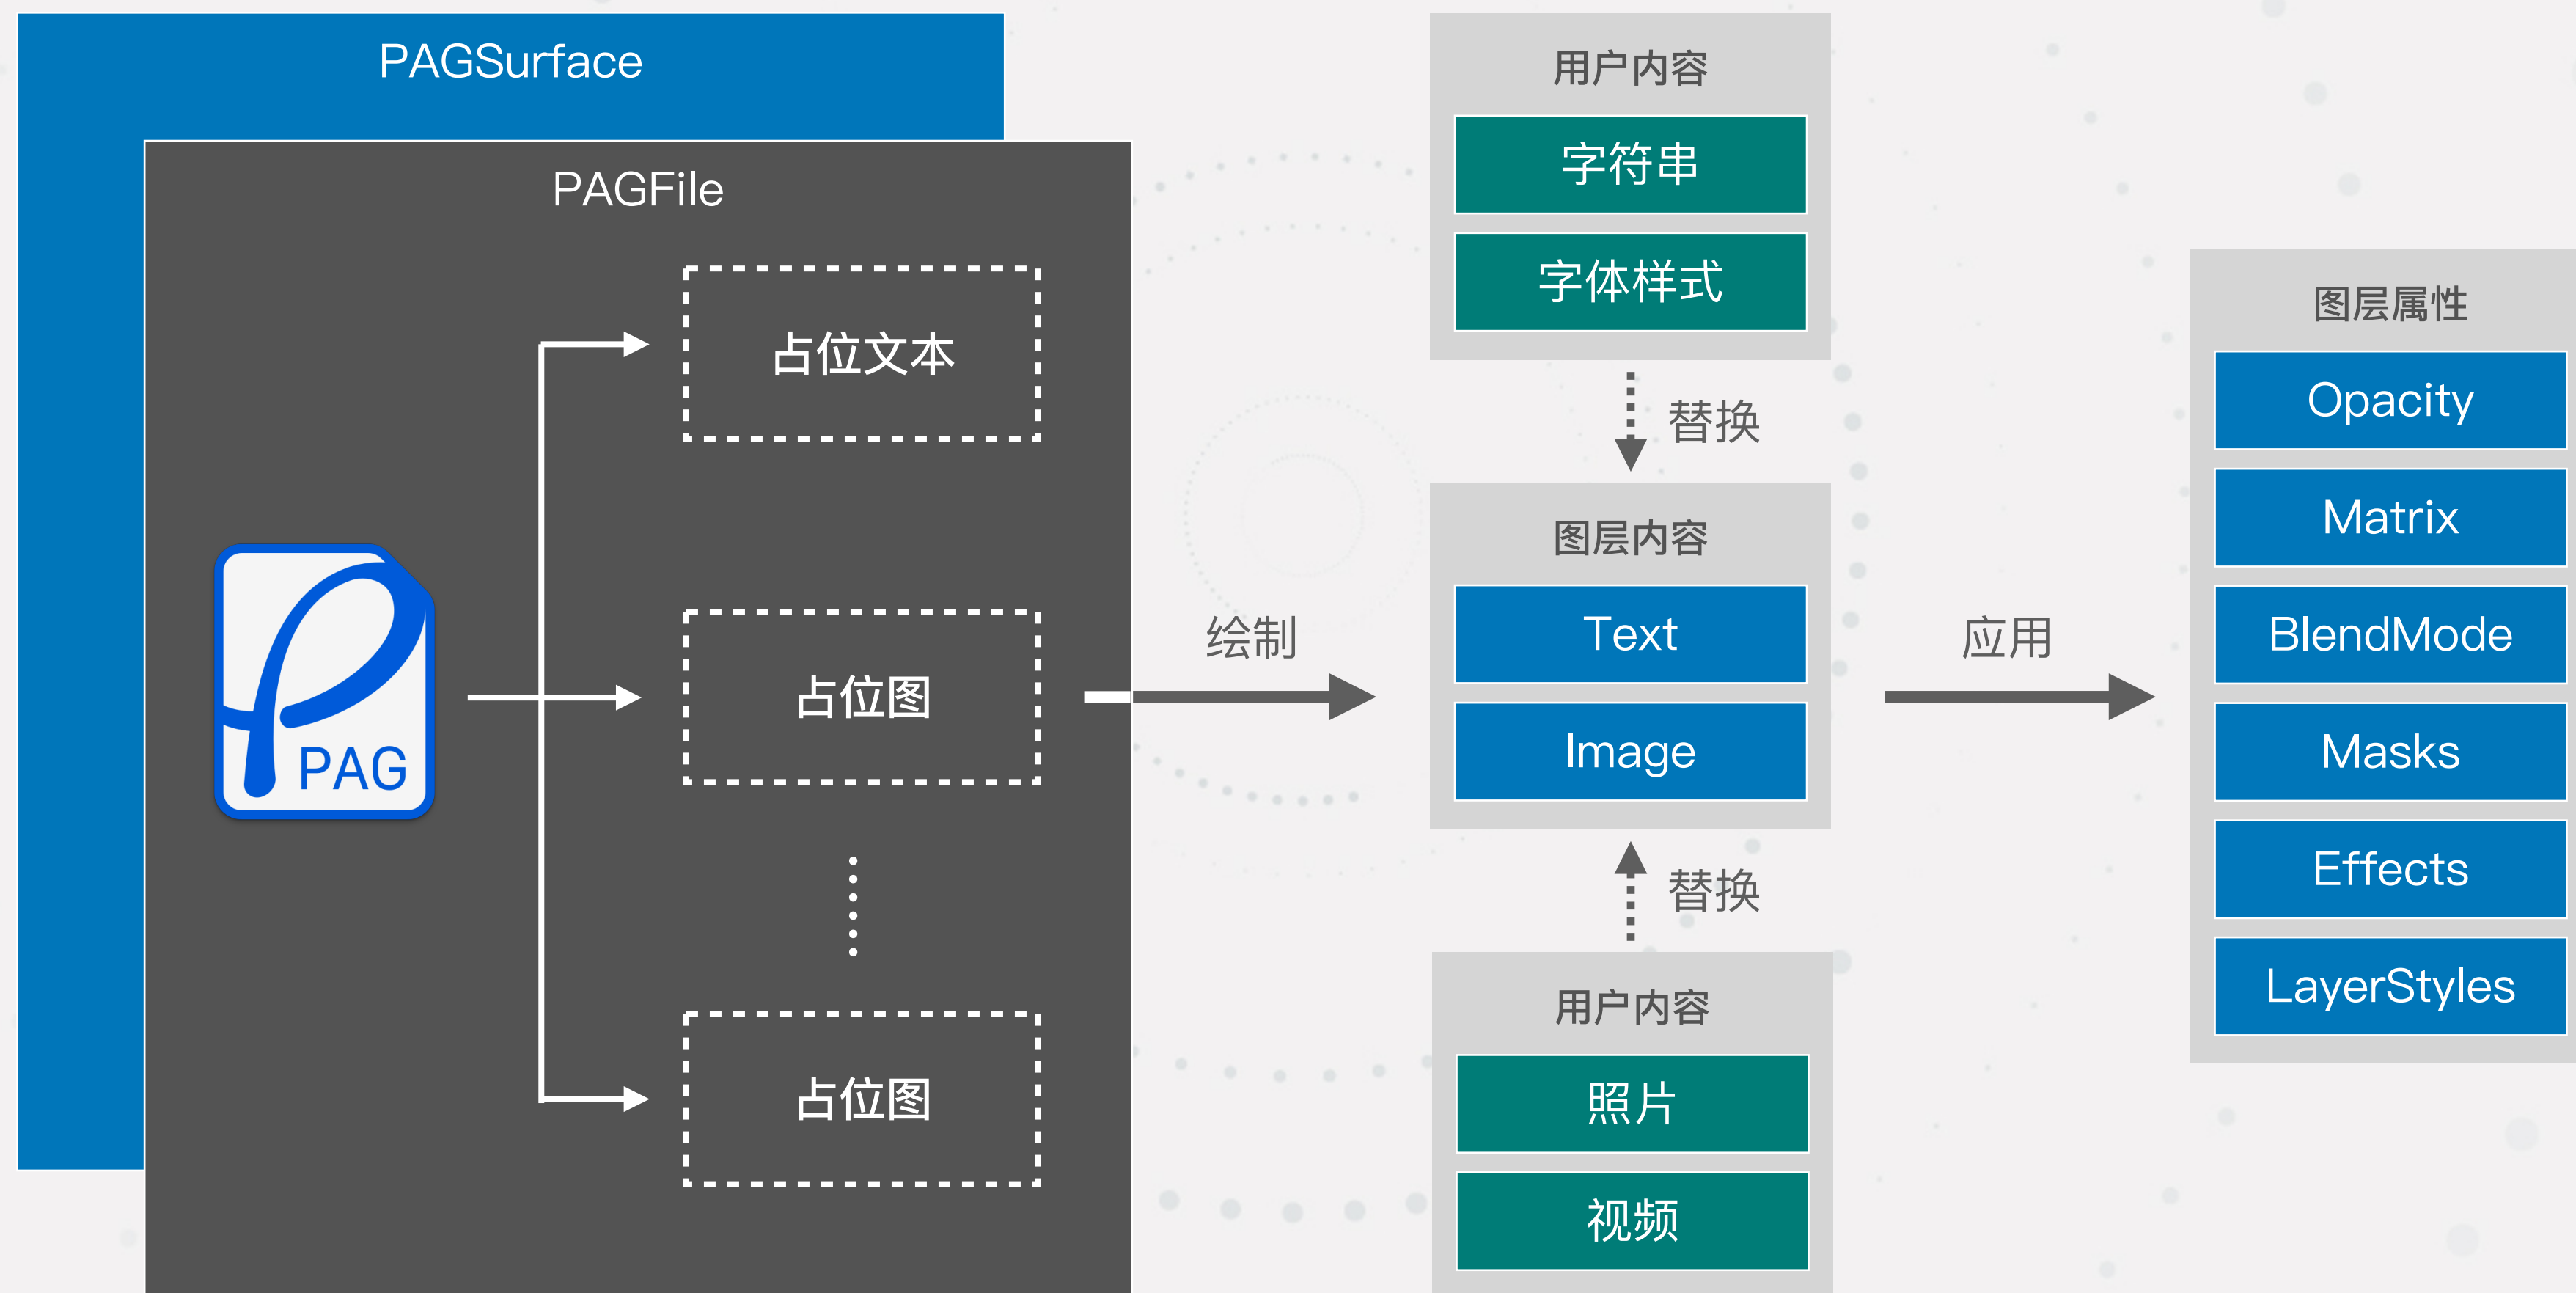 PAGSurface
PAGFile
占位文本
占位图
占位图
PAG
绘制
用户内容
字符串
字体样式
替换
图层内容
Text
Image
替换
用户内容
照片
视频
应用
图层属性
Opacity
Matrix
BlendMode
Masks
Effects
LayerStyles